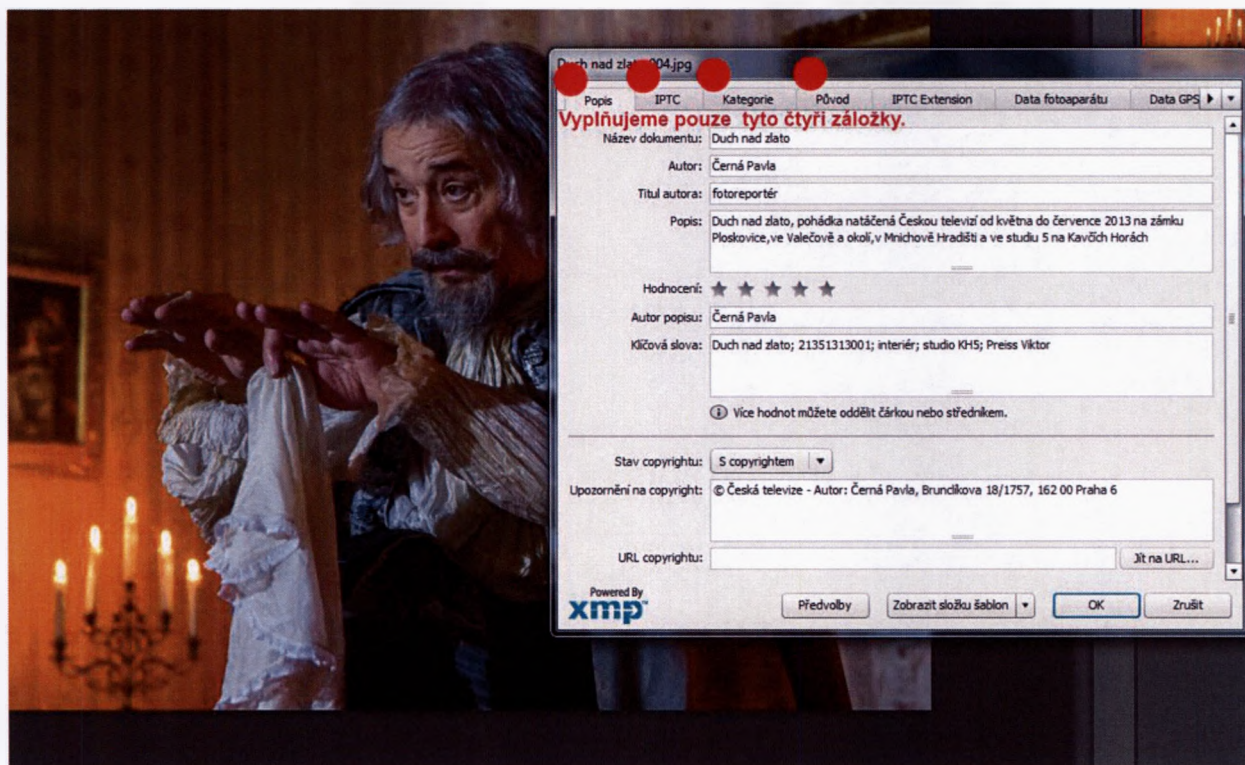 Duch nad zlato 004.jpg
Popis IPTC Kategorie Původ IPTC Extension Data fotoaparátu Data GPS
Vyplňujeme pouze tyto čtyři záložky.
Název dokumentu: Duch nad zlato
Autor: Černá Pavla
Titul autora: fotoreportér
Popis: Duch nad zlato, pohádka natáčená Českou televizí od května do července 2013 na zámku
Ploskovice,ve Valečově a okolí,v Mnichově Hradišti a ve studiu 5 na Kavčích Horách
Hodnocení:
Autor popisu: Černá Pavla
Klíčová slova: Duch nad zlato; 21351313001; interiér; studio KH5; Preiss Viktor
Více hodnot můžete oddělit čárkou nebo středníkem.
Stav copyrightu: S copyrightem
Upozornění na copyright: © Česká televize - Autor: Černá Pavla, Brunclíkova 18/1757, 162 00 Praha 6
URL copyrightu: Jít na URL...
Powered By
xmp™ Předvolby Zobrazit složku šablon OK Zrušit